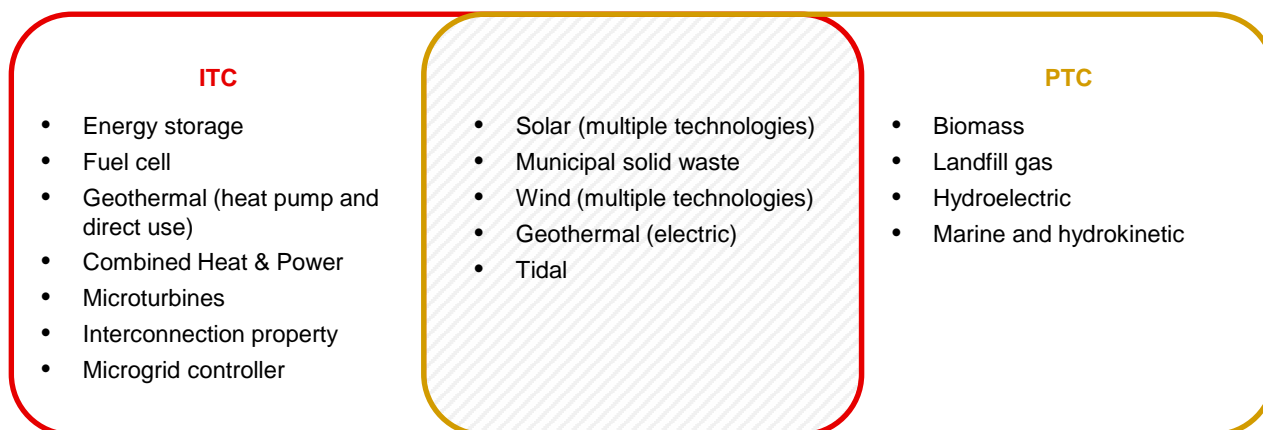 ITC
• Energy storage
• Fuel cell
• Geothermal (heat pump and
direct use)
• Combined Heat & Power
• Microturbines
• Interconnection property
• Microgrid controller
• Solar (multiple technologies)
• Municipal solid waste
• Wind (multiple technologies)
• Geothermal (electric)
• Tidal
PTC
• Biomass
• Landfill gas
• Hydroelectric
• Marine and hydrokinetic